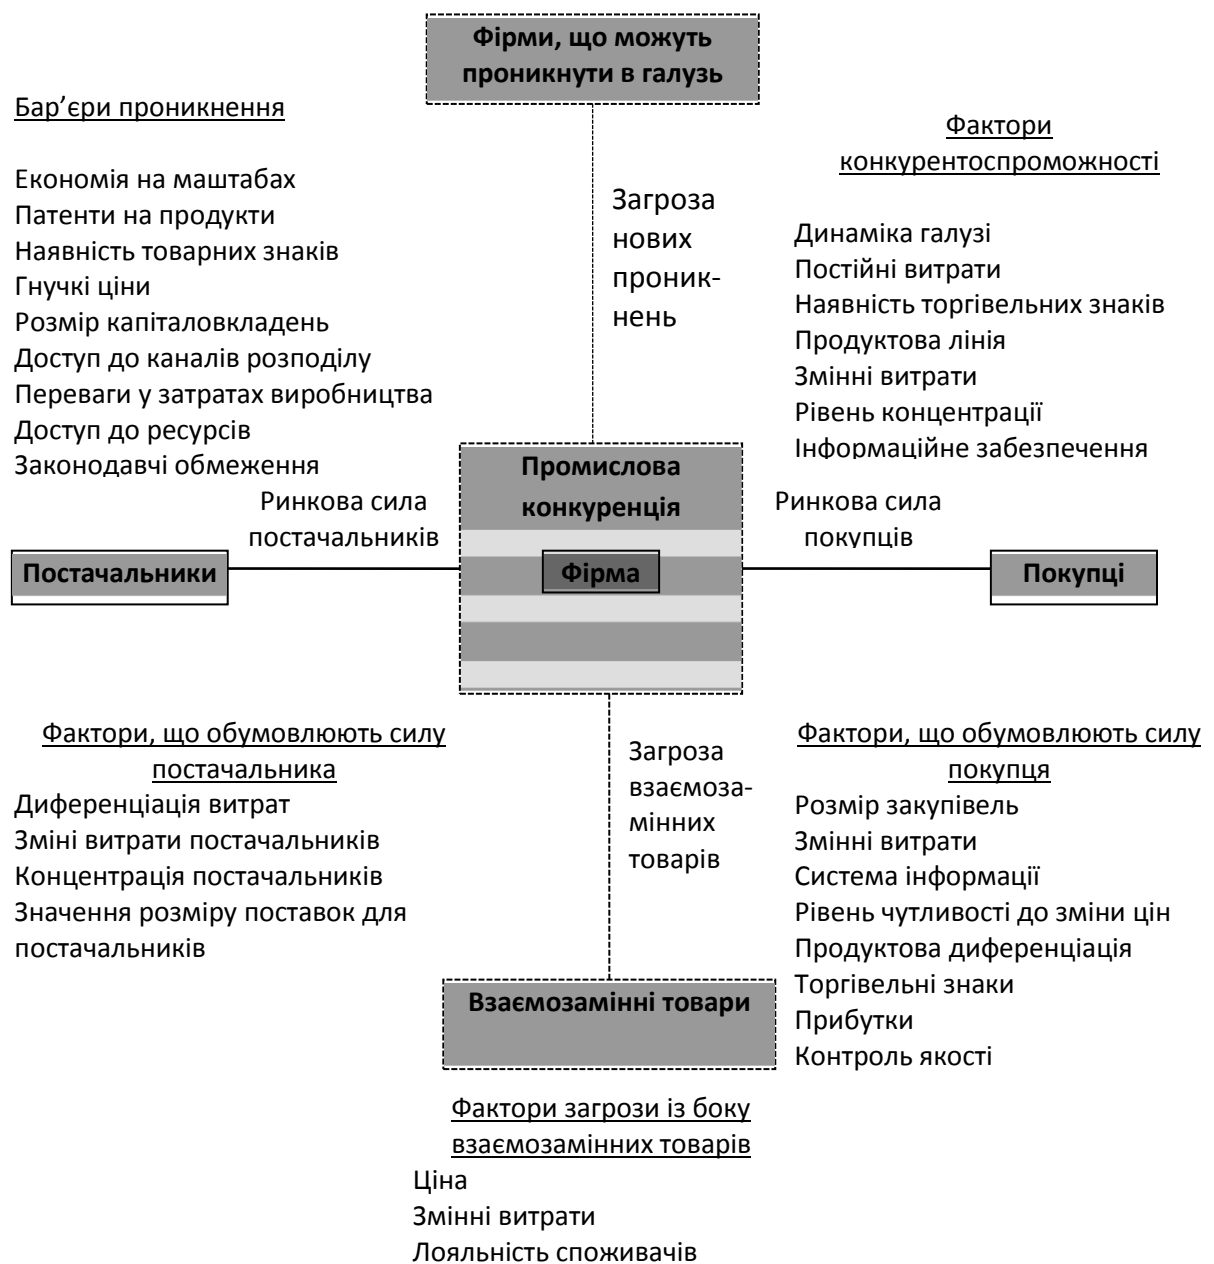 Фірми, що можуть
проникнути в галузь
Бар’єри проникнення
Економія на маштабах
Патенти на продукти
Наявність товарних знаків
Гнучкі ціни
Розмір капіталовкладень
Доступ до каналів розподілу
Переваги у затратах виробництва
Доступ до ресурсів
Законодавчі обмеження
Загроза
нових
проник-
нень
Фактори
конкурентоспроможності
Динаміка галузі
Постійні витрати
Наявність торгівельних знаків
Продуктова лінія
Змінні витрати
Рівень концентрації
Інформаційне забезпечення
Ринкова сила
постачальників
Промислова
конкуренція
Ринкова сила
покупців
Постачальники
Фірма
Покупці
Фактори, що обумовлюють силу
постачальника
Диференціація витрат
Зміні витрати постачальників
Концентрація постачальників
Значення розміру поставок для
постачальників
Загроза
взаємоза-
мінних
товарів
Фактори, що обумовлюють силу
покупця
Розмір закупівель
Змінні витрати
Система інформації
Рівень чутливості до зміни цін
Продуктова диференціація
Торгівельні знаки
Прибутки
Контроль якості
Взаємозамінні товари
Фактори загрози із боку
взаємозамінних товарів
Ціна
Змінні витрати
Лояльність споживачів